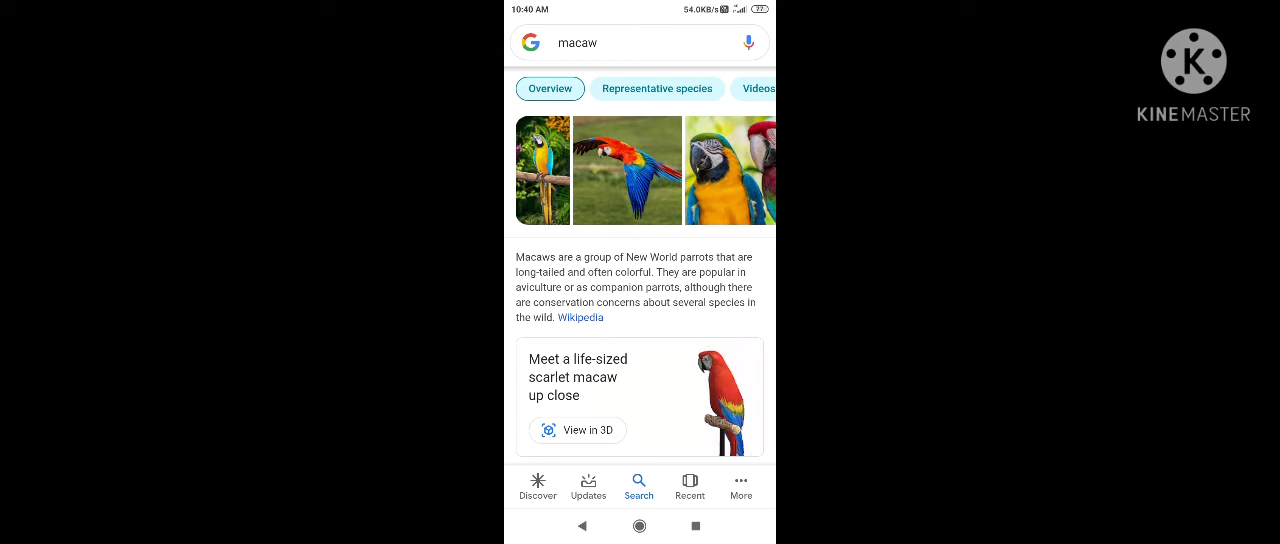 10:40 AM
54.0KB/s
77
macaw
Overview
Representative species
Videos
Macaws are a group of New World parrots that are
long-tailed and often colorful. They are popular in
aviculture or as companion parrots, although there
are conservation concerns about several species in
the wild. Wikipedia
Meet a life-sized
scarlet macaw
up close
View in 3D
Discover
Updates
Search
Recent
More
K
KINEMASTER